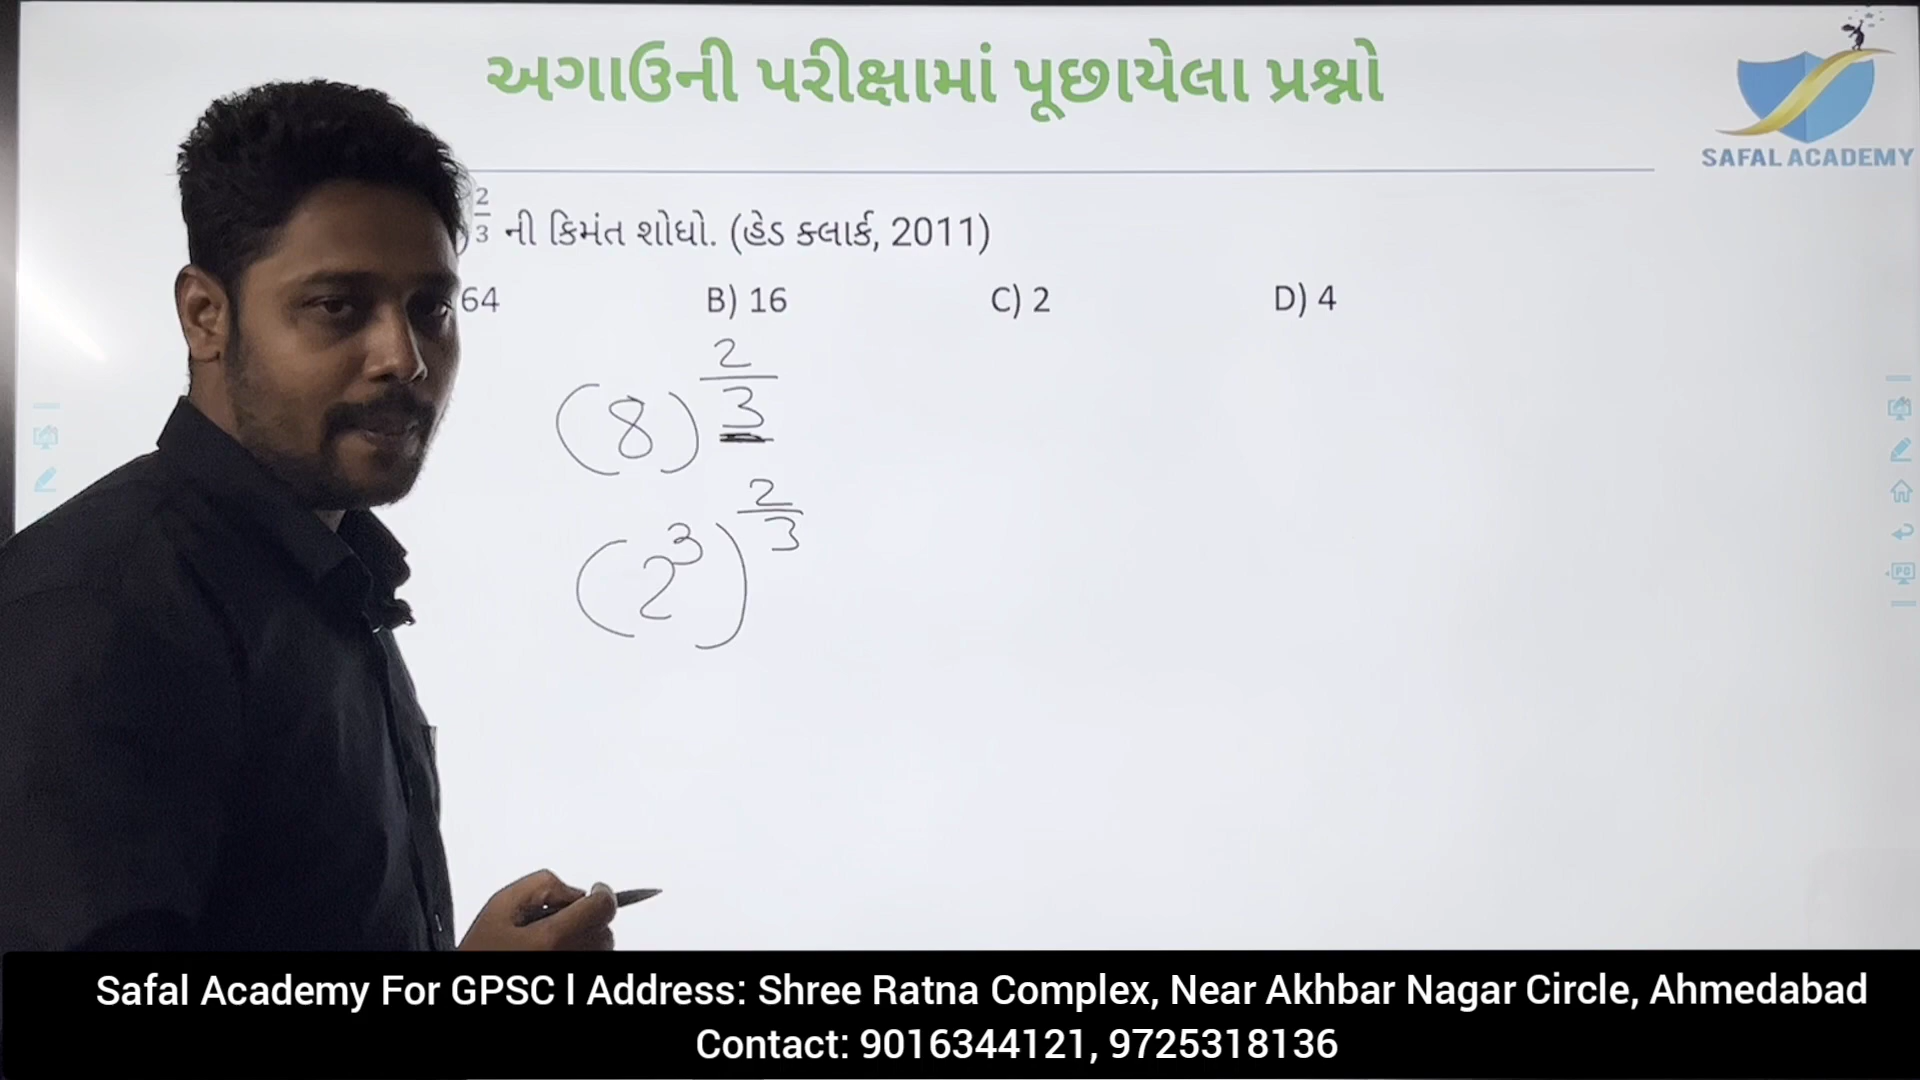 અગાઉની પરીક્ષામાં પૂછાયેલા પ્રશ્નો
SAFAL ACADEMY
)^(2/3) ની કિમંત શોધો. (હેડ ક્લાર્ક, 2011)
64 B) 16 C) 2 D) 4
(8)^(2/3)
(2^3)^(2/3)
Safal Academy For GPSC l Address: Shree Ratna Complex, Near Akhbar Nagar Circle, Ahmedabad
Contact: 9016344121, 9725318136